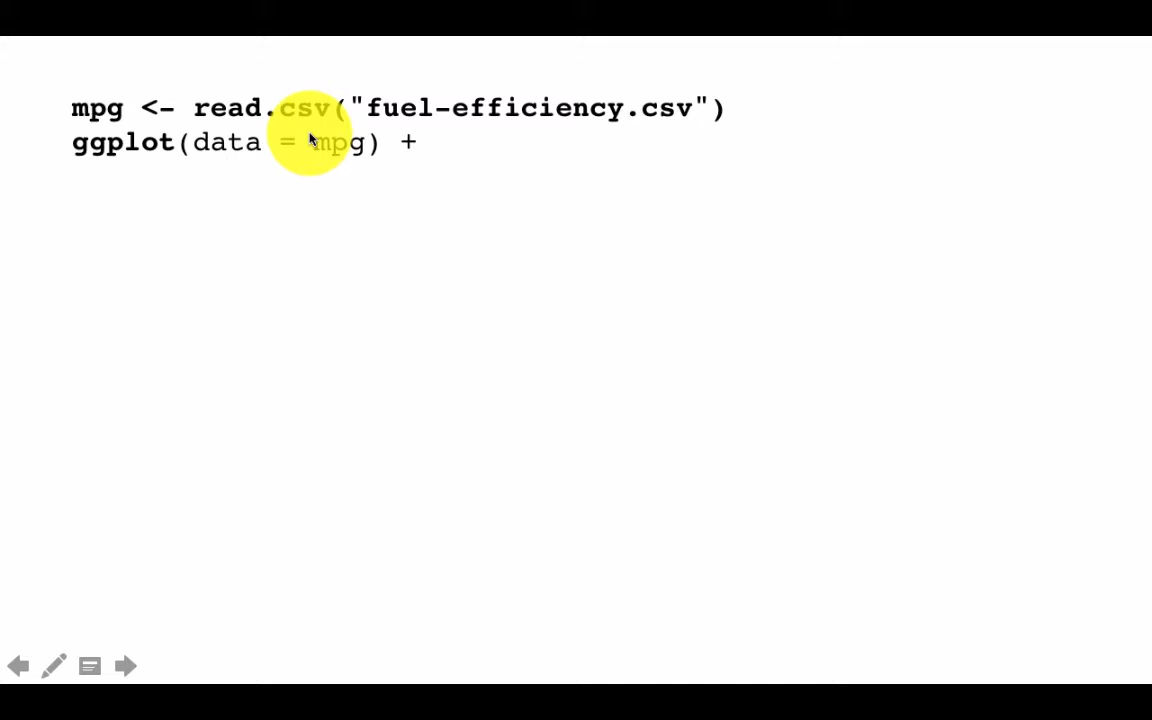 mpg <- read.csv("fuel-efficiency.csv")
ggplot(data = mpg) +